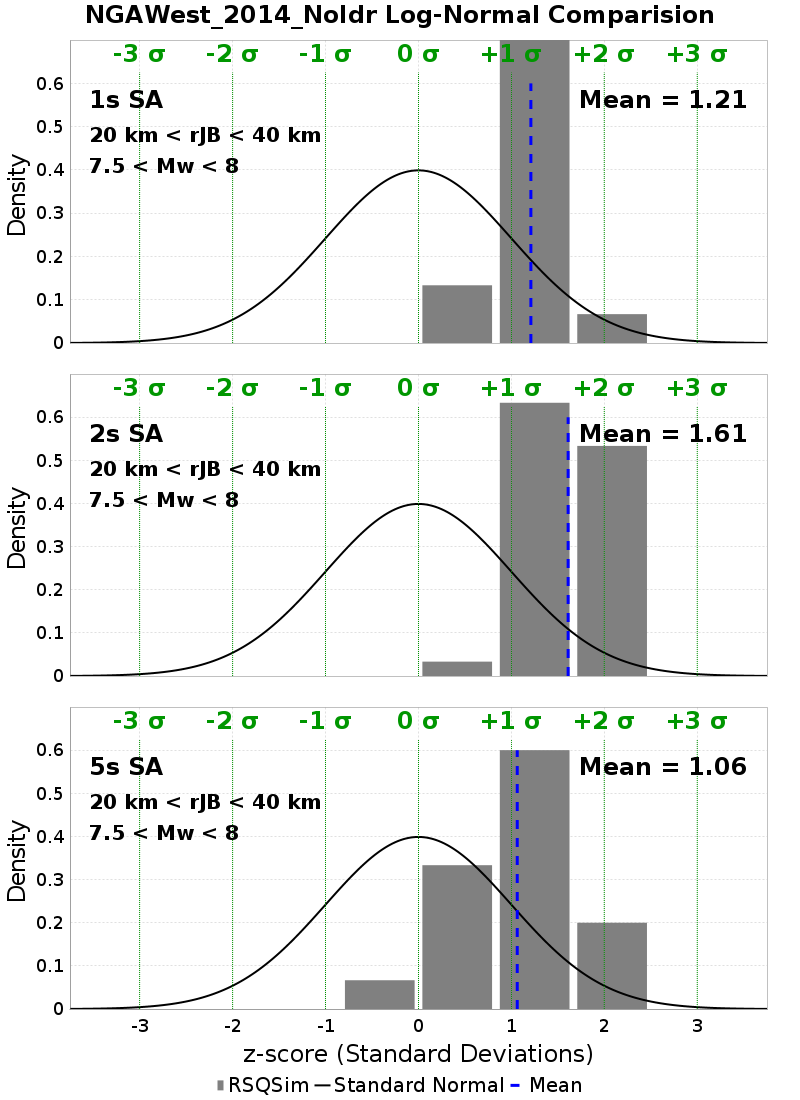 NGAWest_2014_NoIdr Log-Normal Comparision
-3 σ -2 σ -1 σ 0 σ +1 σ +2 σ +3 σ
1s SA Mean = 1.21
20 km < rJB < 40 km
7.5 < Mw < 8
Density
0.6
0.5
0.4
0.3
0.2
0.1
0
-3 σ -2 σ -1 σ 0 σ +1 σ +2 σ +3 σ
2s SA Mean = 1.61
20 km < rJB < 40 km
7.5 < Mw < 8
Density
0.6
0.5
0.4
0.3
0.2
0.1
0
-3 σ -2 σ -1 σ 0 σ +1 σ +2 σ +3 σ
5s SA Mean = 1.06
20 km < rJB < 40 km
7.5 < Mw < 8
Density
0.6
0.5
0.4
0.3
0.2
0.1
0
-3 -2 -1 0 1 2 3
z-score (Standard Deviations)
RSQSim Standard Normal Mean